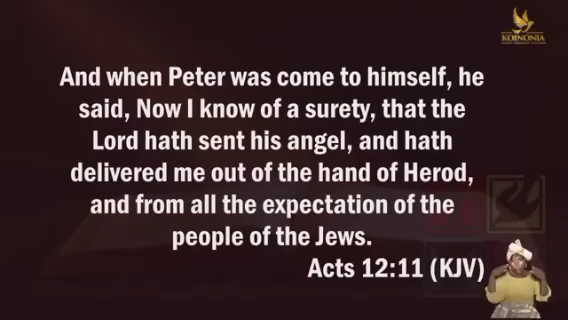 KOINONIA
And when Peter was come to himself, he
said, Now I know of a surety, that the
Lord hath sent his angel, and hath
delivered me out of the hand of Herod,
and from all the expectation of the
people of the Jews.
Acts 12:11 (KJV)